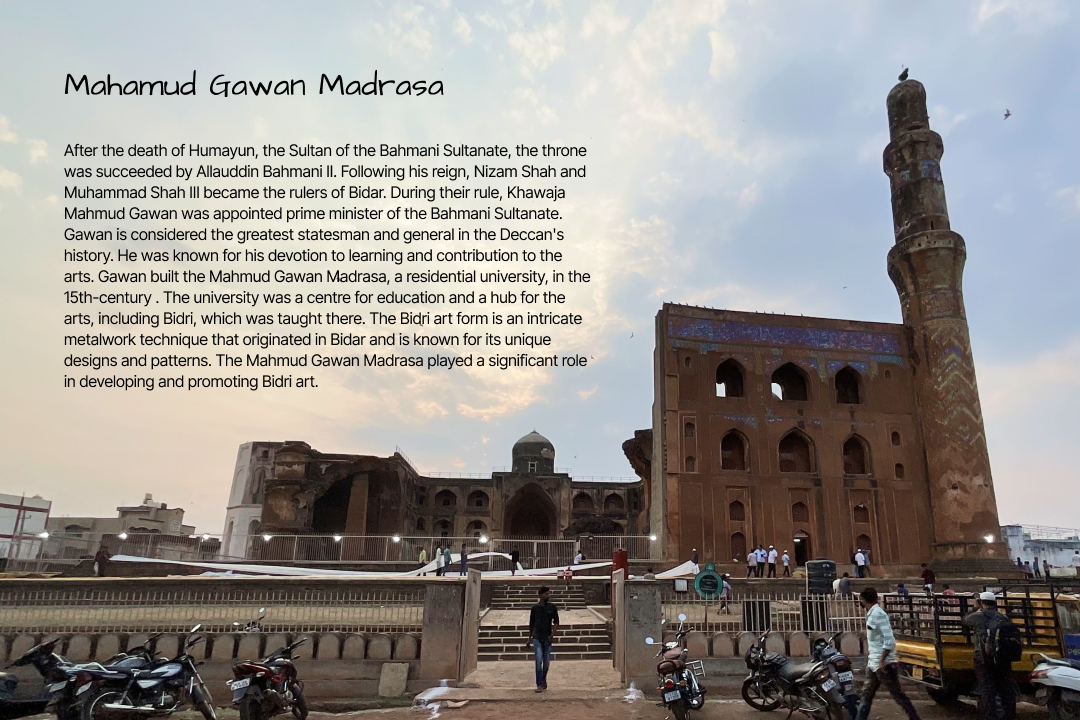 Mahamud Gawan Madrasa
After the death of Humayun, the Sultan of the Bahmani Sultanate, the throne
was succeeded by Allauddin Bahmani II. Following his reign, Nizam Shah and
Muhammad Shah III became the rulers of Bidar. During their rule, Khawaja
Mahmud Gawan was appointed prime minister of the Bahmani Sultanate.
Gawan is considered the greatest statesman and general in the Deccan's
history. He was known for his devotion to learning and contribution to the
arts. Gawan built the Mahmud Gawan Madrasa, a residential university, in the
15th-century . The university was a centre for education and a hub for the
arts, including Bidri, which was taught there. The Bidri art form is an intricate
metalwork technique that originated in Bidar and is known for its unique
designs and patterns. The Mahmud Gawan Madrasa played a significant role
in developing and promoting Bidri art.